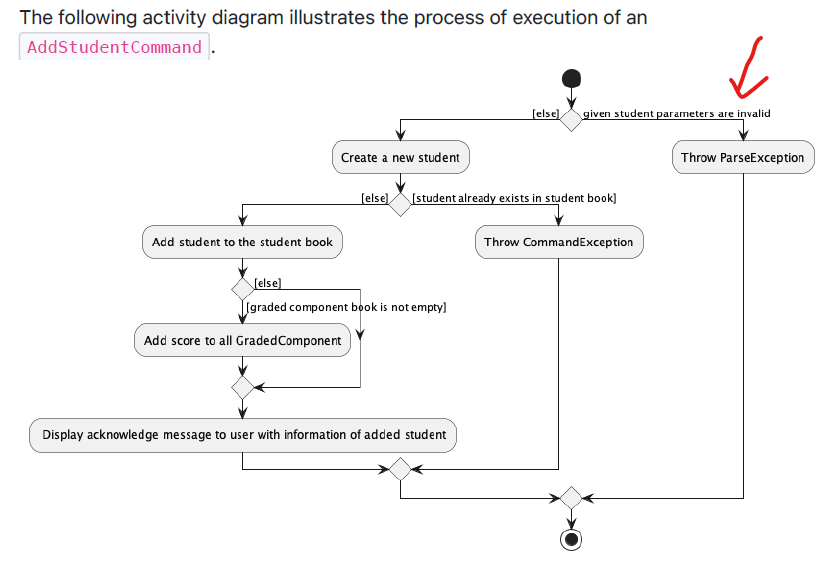 The following activity diagram illustrates the process of execution of an
AddStudentCommand.
[else] given student parameters are invalid
Create a new student
Throw ParseException
[else] [student already exists in student book]
Add student to the student book
Throw CommandException
[else]
[graded component book is not empty]
Add score to all GradedComponent
Display acknowledge message to user with information of added student